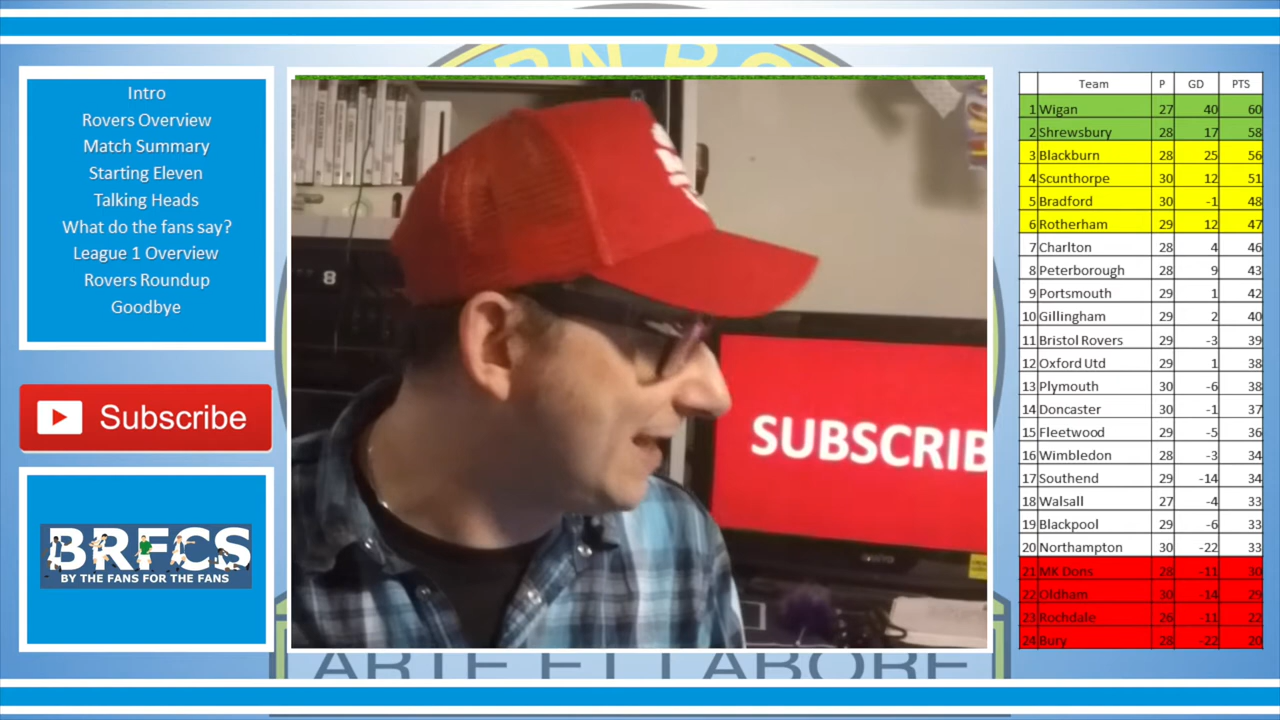 RN RO
Intro
Rovers Overview
Match Summary
Starting Eleven
Talking Heads
What do the fans say?
League 1 Overview
Rovers Roundup
Goodbye
Subscribe
BRFCS
BY THE FANS FOR THE FANS
8
SUBSCRIB
ARTE ET LABORE
Team P GD PTS
1 Wigan 27 40 60
2 Shrewsbury 28 17 58
3 Blackburn 28 25 56
4 Scunthorpe 30 12 51
5 Bradford 30 -1 48
6 Rotherham 29 12 47
7 Charlton 28 4 46
8 Peterborough 28 9 43
9 Portsmouth 29 1 42
10 Gillingham 29 2 40
11 Bristol Rovers 29 -3 39
12 Oxford Utd 29 1 38
13 Plymouth 30 -6 38
14 Doncaster 30 -1 37
15 Fleetwood 29 -5 36
16 Wimbledon 28 -3 34
17 Southend 29 -14 34
18 Walsall 27 -4 33
19 Blackpool 29 -6 33
20 Northampton 30 -22 33
21 MK Dons 28 -11 30
22 Oldham 30 -14 29
23 Rochdale 26 11 22
24 Bury 28 -22 20